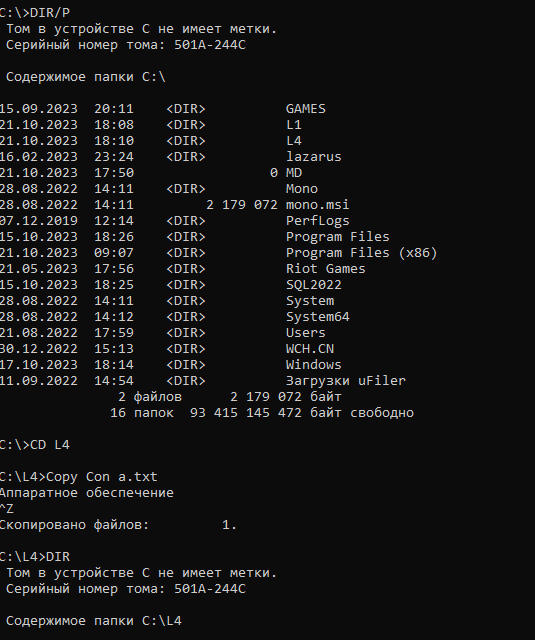 C:\>DIR/P
Том в устройстве C не имеет метки.
Серийный номер тома: 501A-244C
Содержимое папки C:\
15.09.2023 20:11 <DIR> GAMES
21.10.2023 18:08 <DIR> L1
21.10.2023 18:10 <DIR> L4
16.02.2023 23:24 <DIR> lazarus
21.10.2023 17:50 0 MD
28.08.2022 14:11 <DIR> Mono
28.08.2022 14:11 2 179 072 mono.msi
07.12.2019 12:14 <DIR> PerfLogs
15.10.2023 18:26 <DIR> Program Files
21.10.2023 09:07 <DIR> Program Files (x86)
21.05.2023 17:56 <DIR> Riot Games
15.10.2023 18:25 <DIR> SQL2022
28.08.2022 14:11 <DIR> System
28.08.2022 14:12 <DIR> System64
21.08.2022 17:59 <DIR> Users
30.12.2022 15:13 <DIR> WCH.CN
17.10.2023 18:14 <DIR> Windows
11.09.2022 14:54 <DIR> Загрузки uFiler
2 файлов 2 179 072 байт
16 папок 93 415 145 472 байт свободно
C:\>CD L4
C:\L4>Copy Con a.txt
Аппаратное обеспечение
^Z
Скопировано файлов: 1.
C:\L4>DIR
Том в устройстве C не имеет метки.
Серийный номер тома: 501A-244C
Содержимое папки C:\L4